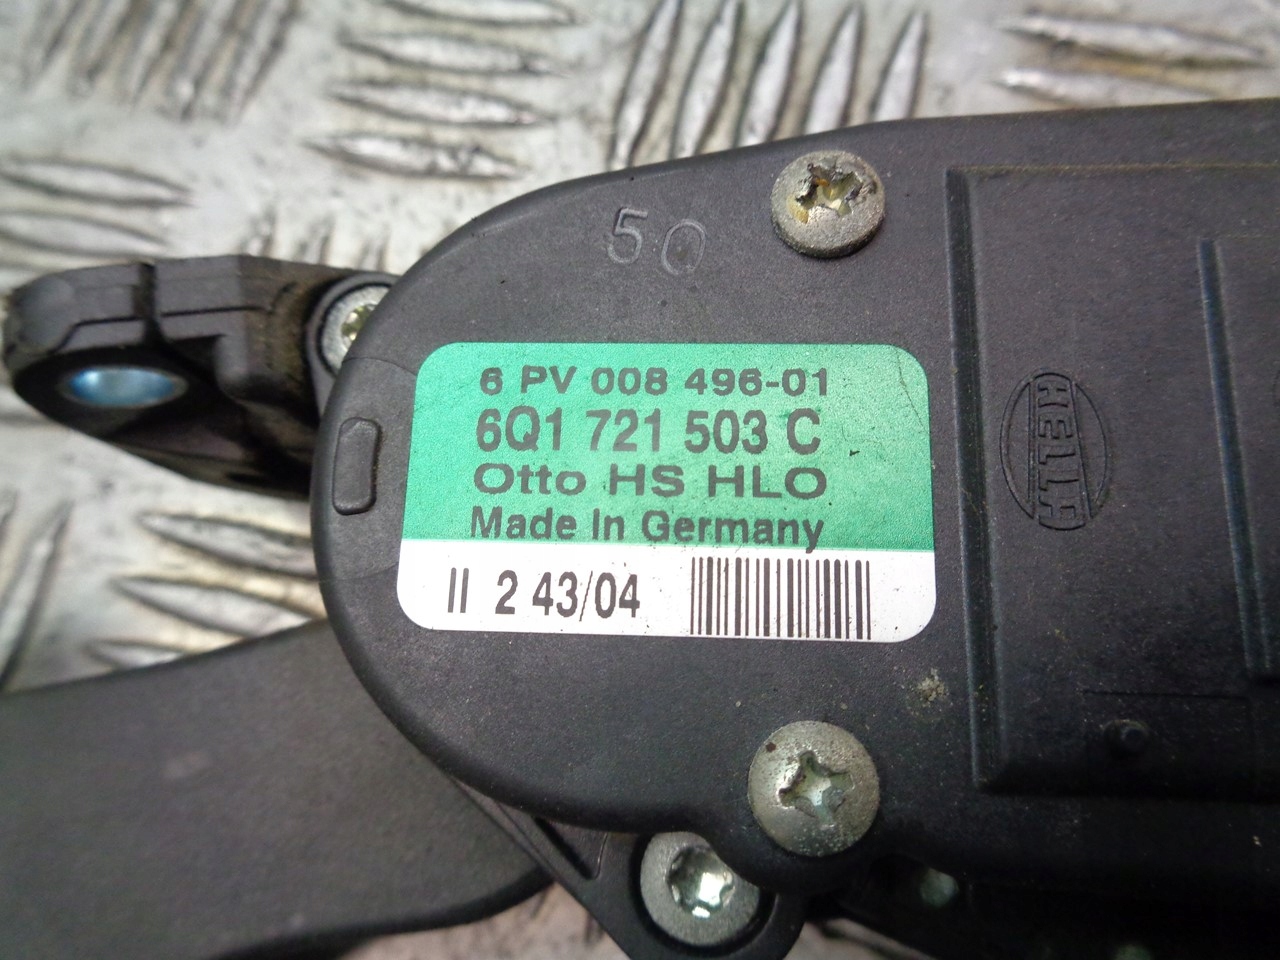 50
6 PV 008 496-01
6Q1 721 503 C
Otto HS HLO
Made In Germany
II 2 43/04
HELLA